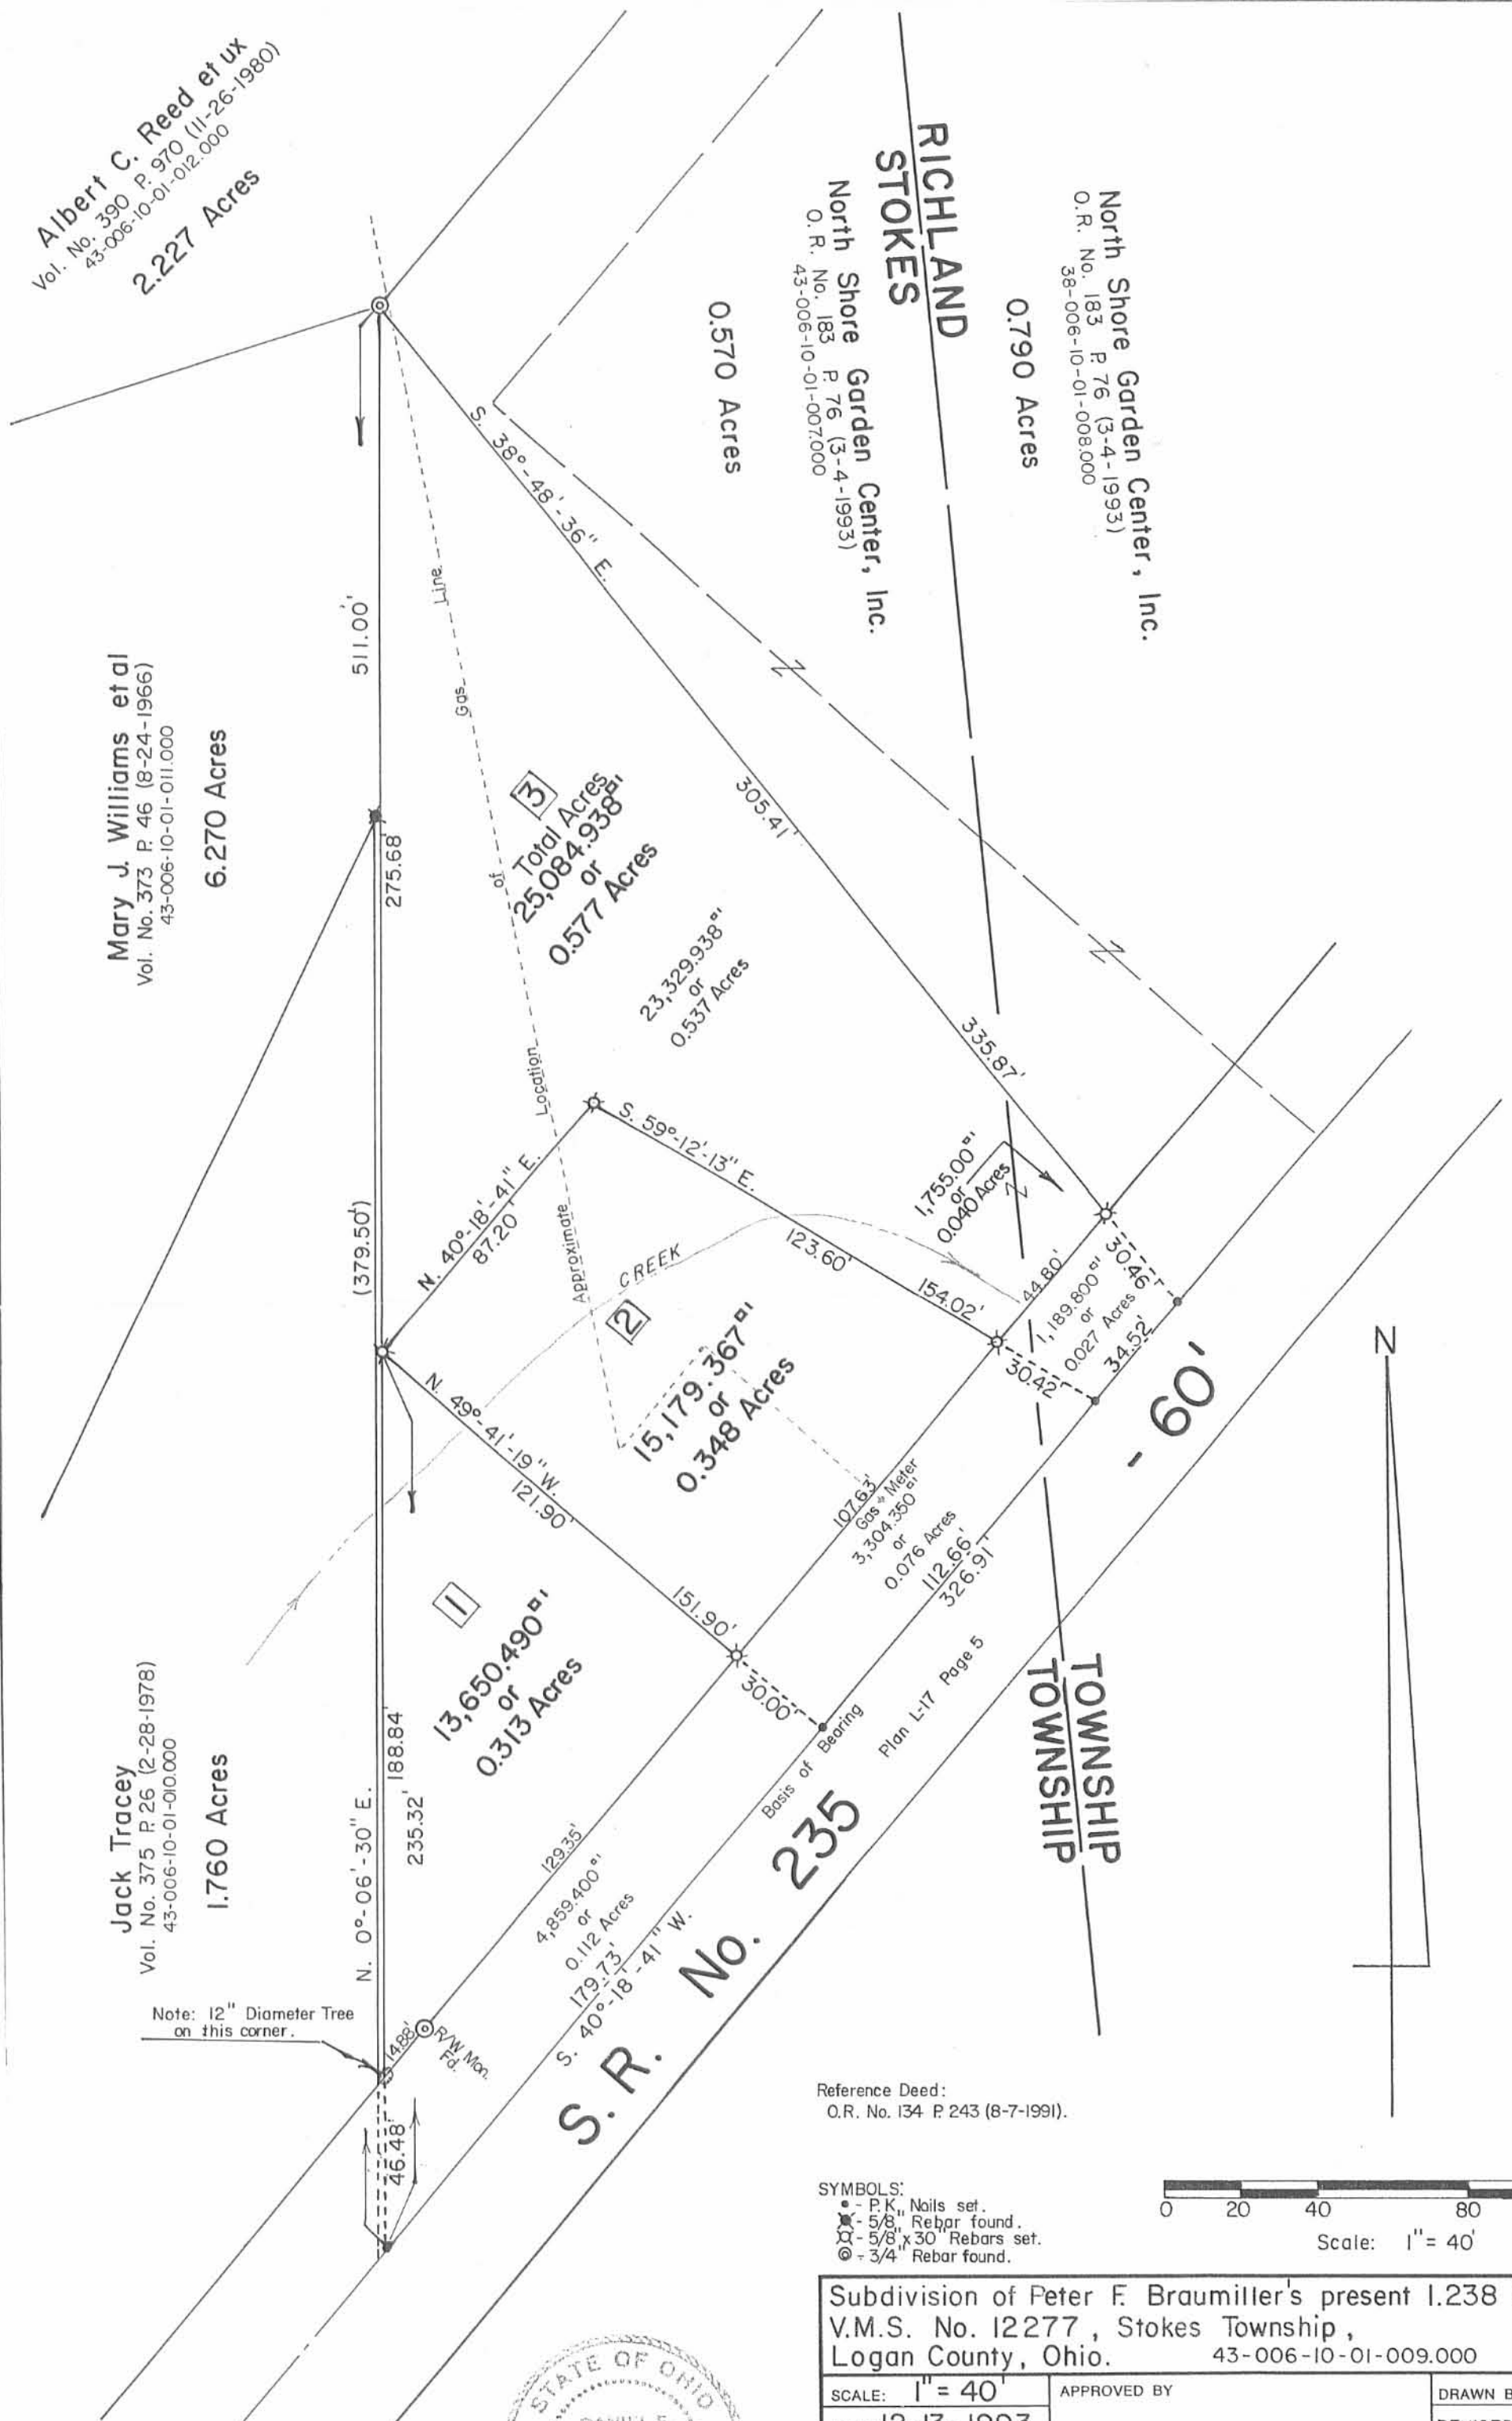 Albert C. Reed et ux
Vol. No. 390 P. 970 (11-26-1980)
43-006-10-01-012.000
2.227 Acres
RICHLAND
STOKES
North Shore Garden Center, Inc.
O.R. No. 183 P. 76 (3-4-1993)
38-006-10-01-008.000
0.790 Acres
North Shore Garden Center, Inc.
O. R. No. 183 P. 76 (3-4-1993)
43-006-10-01-007.000
0.570 Acres
S. 38°-48'-36" E.
305.41'
335.87'
511.00'
275.68
(379.50')
Mary J. Williams et al
Vol. No. 373 P. 46 (8-24-1966)
43-006-10-01-011.000
6.270 Acres
Approximate Location of Gas Line
3
Total Acres
25,084.938
or
0.577 Acres
23,329.938
or
0.537 Acres
N. 40°-18'-41" E.
87.20'
S. 59°-12'-13" E.
123.60'
154.02'
CREEK
1,755.00
or
0.040 Acres
44.80'
30.46'
1,189.800
or
0.027 Acres
34.52'
30.42'
2
15,179.367
or
0.348 Acres
N. 49°-41'-19" W.
121.90'
151.90'
30.00'
107.63'
Gas Meter
3,304.350
or
0.076 Acres
112.66'
326.91'
1
13,650.490
or
0.313 Acres
Jack Tracey
Vol. No. 375 P. 26 (2-28-1978)
43-006-10-01-010.000
1.760 Acres
N. 0°-06'-30" E.
188.84'
235.32'
129.35'
4,859.400
or
0.112 Acres
179.73'
S. 40°-18'-41" W.
Basis of Bearing
Plan L-17 Page 5
S. R. No. 235 - 60'
TOWNSHIP
TOWNSHIP
N
Note: 12" Diameter Tree
on this corner.
14.88'
R/W Mon.
Fd.
46.48'
Reference Deed:
O.R. No. 134 P. 243 (8-7-1991).
SYMBOLS:
- P.K. Nails set.
- 5/8" Rebar found.
- 5/8" x 30" Rebars set.
- 3/4" Rebar found.
0 20 40 80
Scale: 1" = 40'
Subdivision of Peter F. Braumiller's present 1.238
V.M.S. No. 12277, Stokes Township,
Logan County, Ohio. 43-006-10-01-009.000
SCALE: 1" = 40' APPROVED BY DRAWN B
STATE OF OHIO